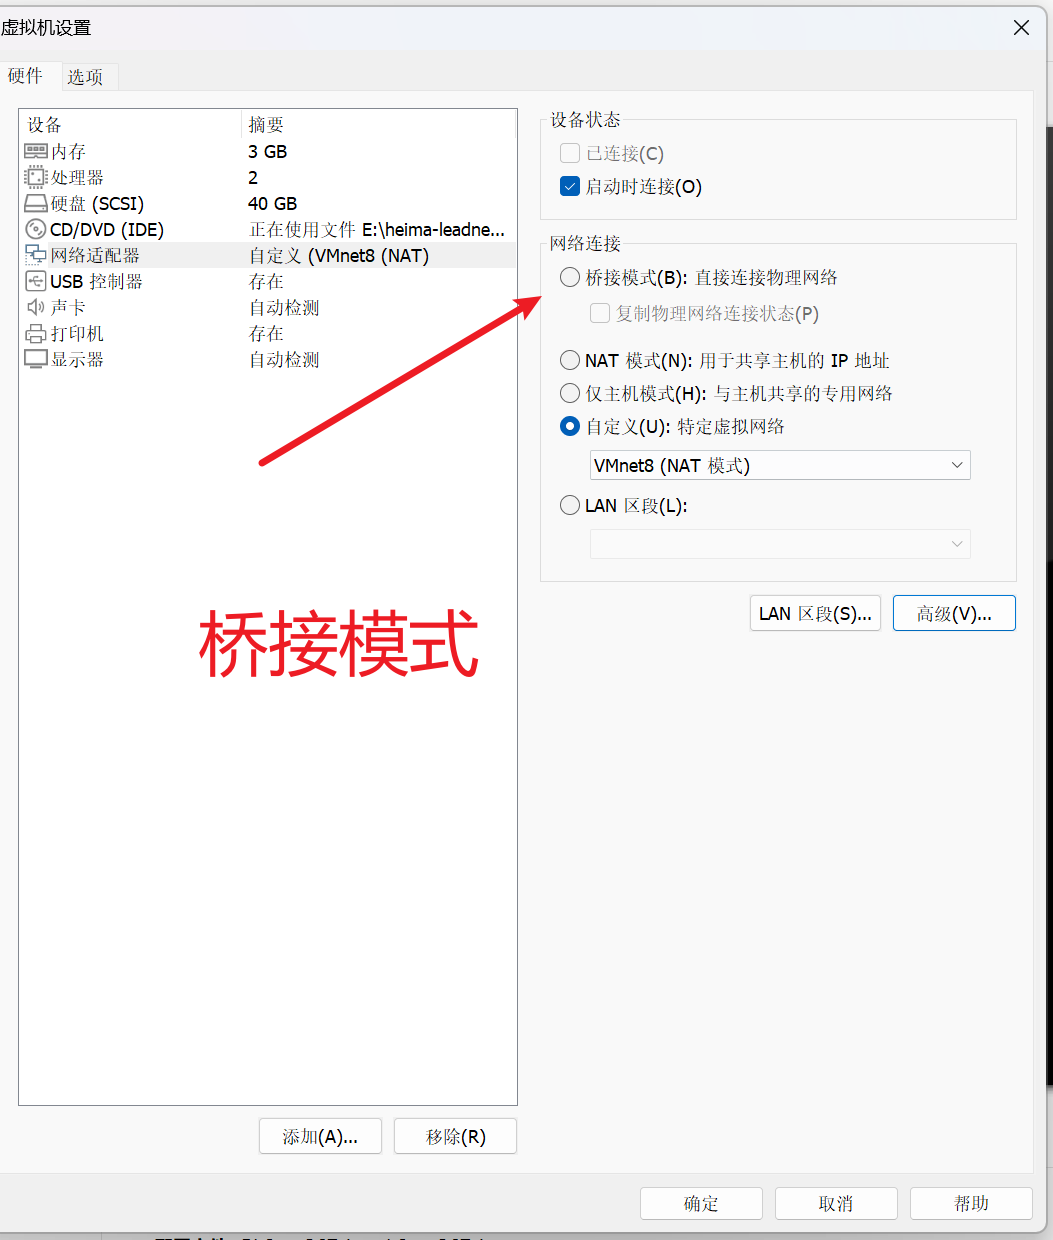 虚拟机设置
硬件 选项
设备 摘要
内存 3 GB
处理器 2
硬盘 (SCSI) 40 GB
CD/DVD (IDE) 正在使用文件 E:\heima-leadne...
网络适配器 自定义 (VMnet8 (NAT)
USB 控制器 存在
声卡 自动检测
打印机 存在
显示器 自动检测
桥接模式
添加(A)... 移除(R)
设备状态
已连接(C)
启动时连接(O)
网络连接
桥接模式(B): 直接连接物理网络
复制物理网络连接状态(P)
NAT 模式(N): 用于共享主机的 IP 地址
仅主机模式(H): 与主机共享的专用网络
自定义(U): 特定虚拟网络
VMnet8 (NAT 模式)
LAN 区段(L):
LAN 区段(S)... 高级(V)...
确定 取消 帮助